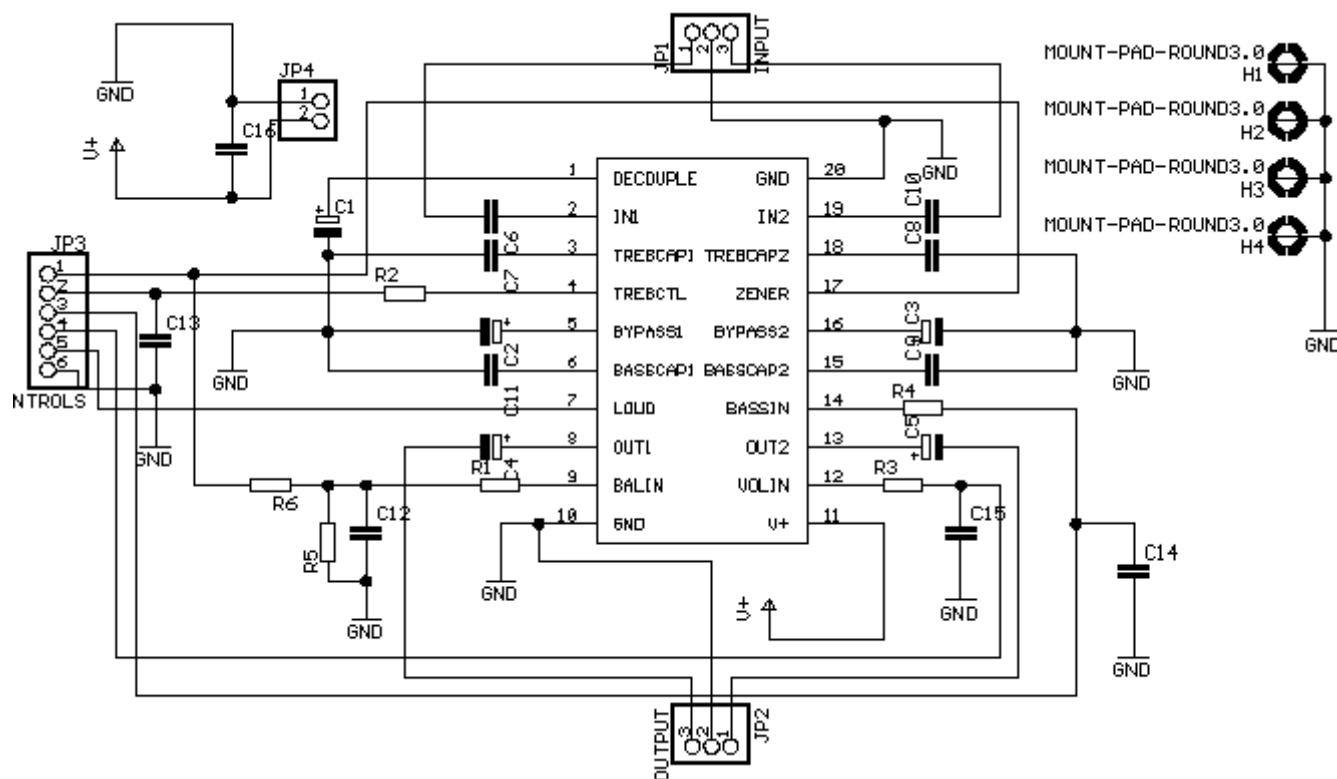 JP1
1
2
3
INPUT
MOUNT-PAD-ROUND3.0
H1
MOUNT-PAD-ROUND3.0
H2
MOUNT-PAD-ROUND3.0
H3
MOUNT-PAD-ROUND3.0
H4
GND
GND
JP4
1
2
C16
V+
GND
C1
1
DECDUPLE
2
IN1
3
TREBCAP1
4
TREBCTL
5
BYPASS1
6
BASBCAP1
7
LOUD
8
OUT1
9
BALIN
10
GND
20
GND
19
IN2
18
TREBCAP2
17
ZENER
16
BYPASS2
15
BABSCAP2
14
BASSIN
13
OUT2
12
VOLIN
11
V+
C10
C8
C3
C9
R4
C5
R3
C15
C14
C6
C7
C2
C11
C4
R1
R2
JP3
1
2
3
4
5
6
NTROLS
C13
GND
GND
GND
R6
R5
C12
GND
GND
V+
GND
GND
OUTPUT
3
2
1
JP2